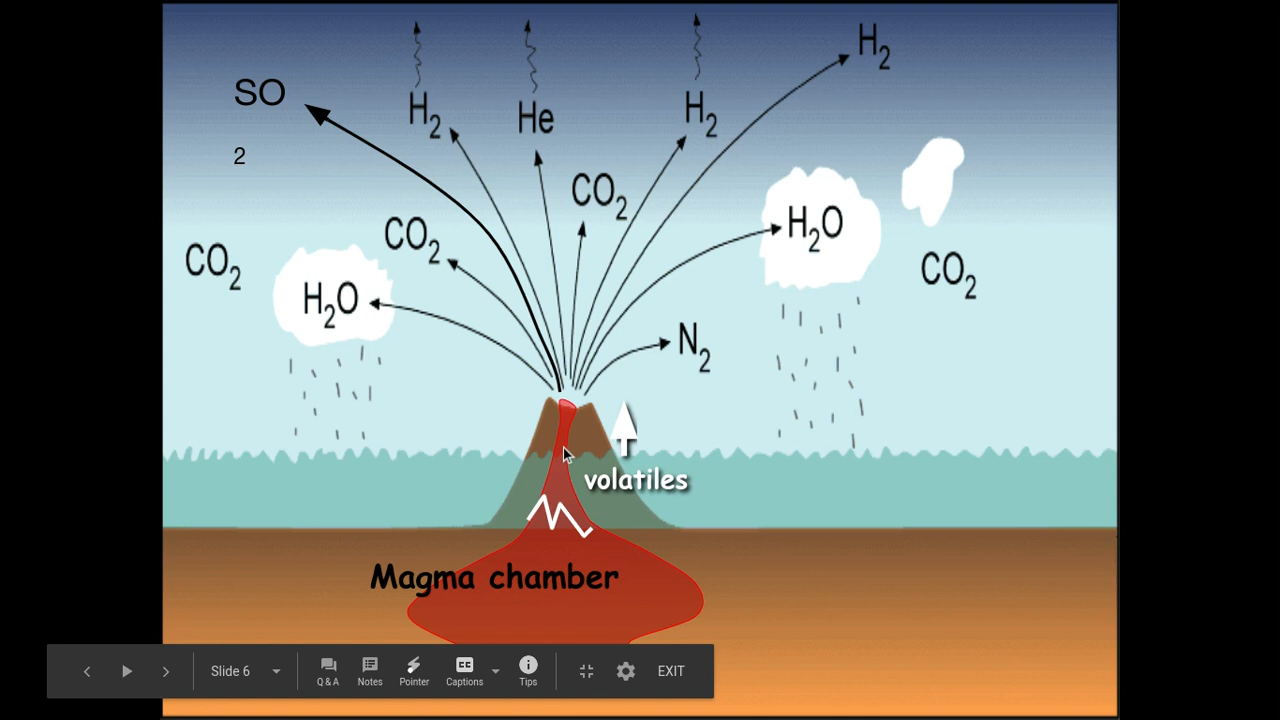 H₂
SO
2
H₂
He
H₂
CO₂
CO₂
H₂O
CO₂
H₂O
CO₂
N₂
volatiles
Magma chamber
Slide 6
Q & A
Notes
Pointer
CC
Captions
Tips
EXIT